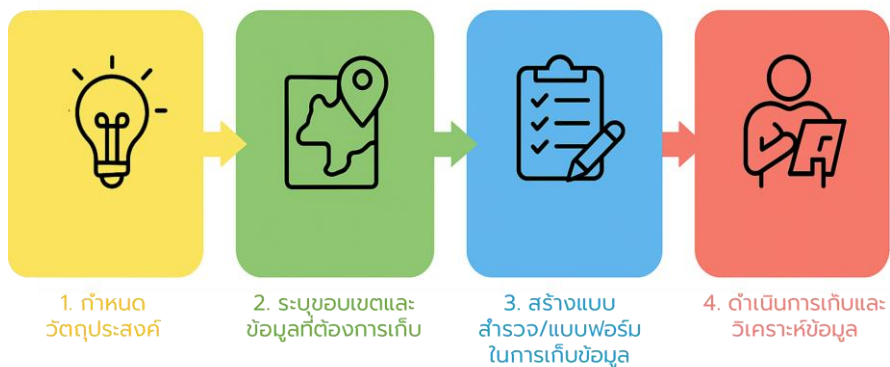 1. กำหนด
วัตถุประสงค์
2. ระบุขอบเขตและ
ข้อมูลที่ต้องการเก็บ
3. สร้างแบบ
สำรวจ/แบบฟอร์ม
ในการเก็บข้อมูล
4. ดำเนินการเก็บและ
วิเคราะห์ข้อมูล